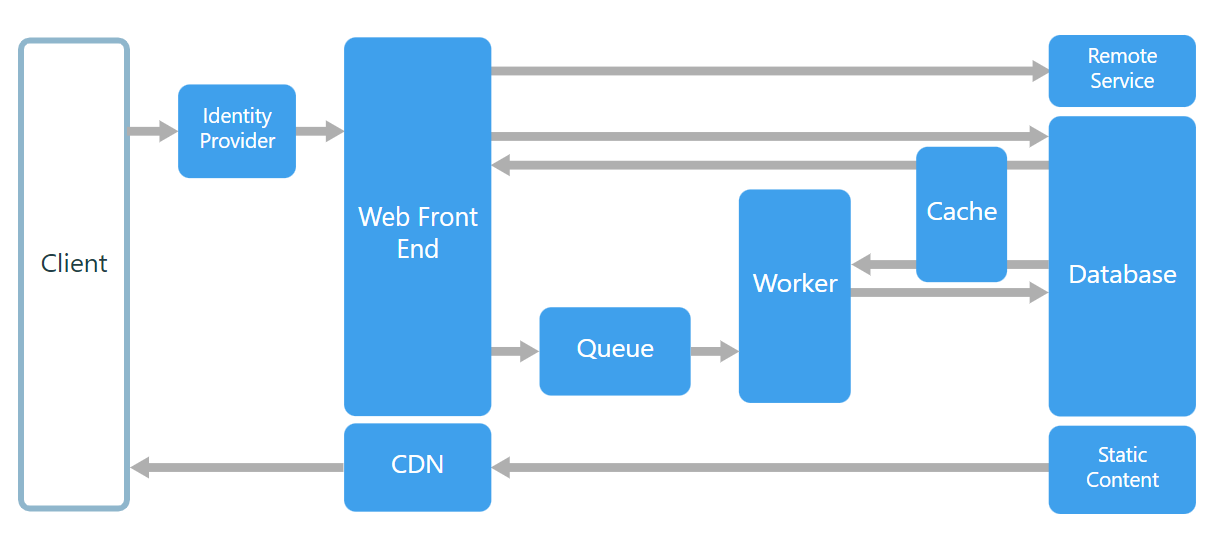 Client
Identity
Provider
Web Front
End
CDN
Queue
Worker
Cache
Remote
Service
Database
Static
Content